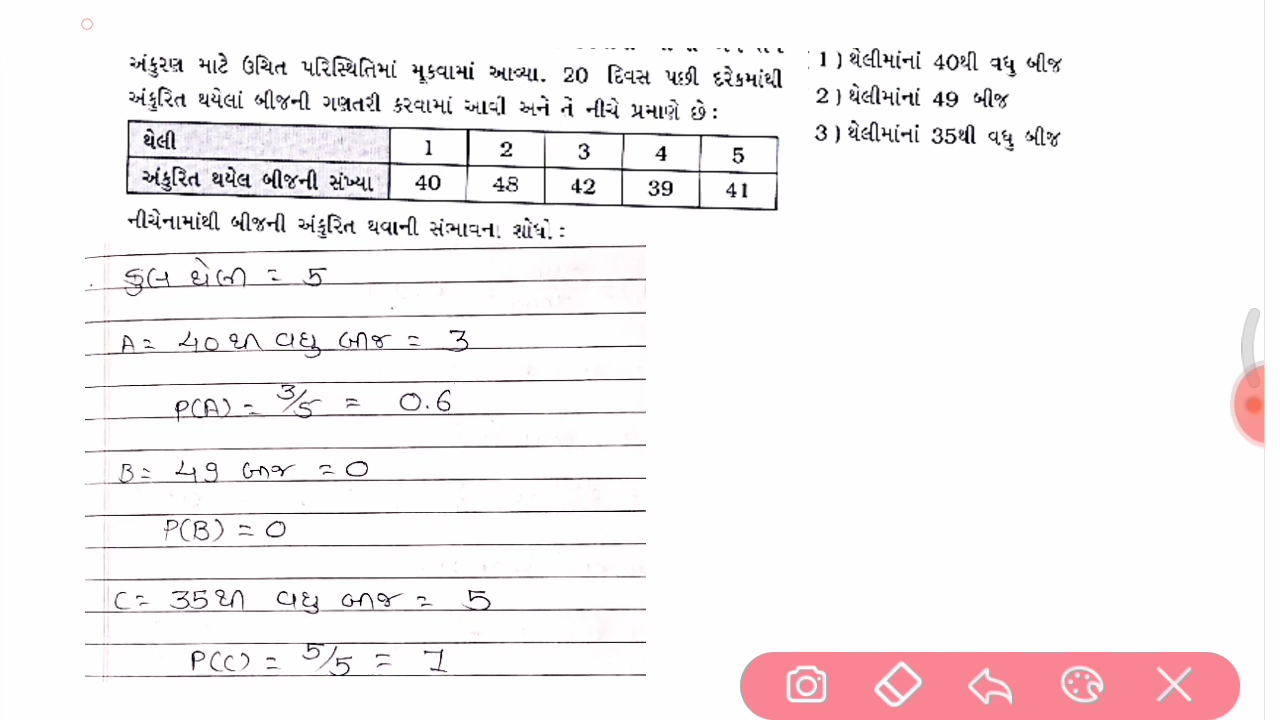 અંકુરણ માટે ઉચિત પરિસ્થિતિમાં મૂકવામાં આવ્યા. 20 દિવસ પછી દરેકમાંથી
અંકુરિત થયેલાં બીજની ગણતરી કરવામાં આવી અને તે નીચે પ્રમાણે છે :
થેલી 1 2 3 4 5
અંકુરિત થયેલ બીજની સંખ્યા 40 48 42 39 41
નીચેનામાંથી બીજની અંકુરિત થવાની સંભાવના શોધો :
1) થેલીમાંનાં 40થી વધુ બીજ
2) થેલીમાંનાં 49 બીજ
3) થેલીમાંનાં 35થી વધુ બીજ
કુલ થેલી = 5
A = 40થી વધુ બીજ = 3
P(A) = 3/5 = 0.6
B = 49 બીજ = 0
P(B) = 0
C = 35થી વધુ બીજ = 5
P(C) = 5/5 = 1